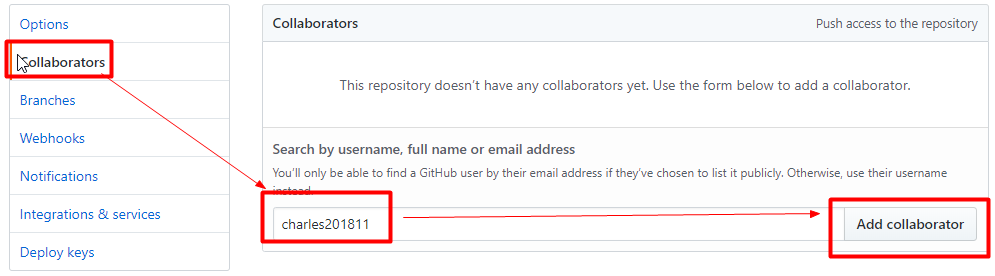 Options
Collaborators
Branches
Webhooks
Notifications
Integrations & services
Deploy keys
Collaborators
Push access to the repository
This repository doesn't have any collaborators yet. Use the form below to add a collaborator.
Search by username, full name or email address
You'll only be able to find a GitHub user by their email address if they've chosen to list it publicly. Otherwise, use their username
instead.
charles201811
Add collaborator